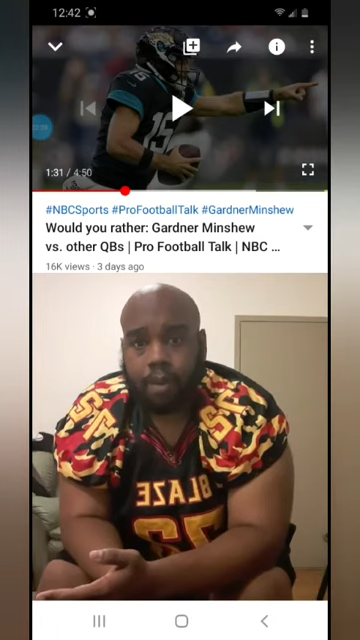 12:42
15
1:31 / 4:50
#NBCSports #ProFootballTalk #GardnerMinshew
Would you rather: Gardner Minshew
vs. other QBs | Pro Football Talk | NBC ...
16K views · 3 days ago
BLAZE